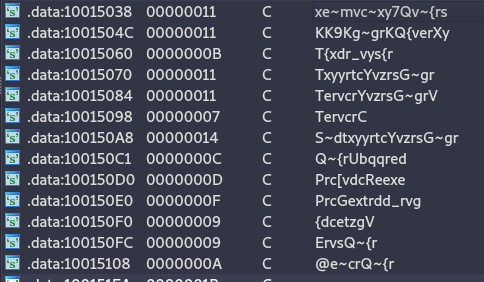 .data:10015038 00000011 C xe~mvc~xy7Qv~{rs
.data:1001504C 00000011 C KK9Kg~grKQ{verXy
.data:10015060 0000000B C T{xdr_vys{r
.data:10015070 00000011 C TxyyrtcYvzrsG~gr
.data:10015084 00000011 C TervcrYvzrsG~grV
.data:10015098 00000007 C TervcrC
.data:100150A8 00000014 C S~dtxyyrtcYvzrsG~gr
.data:100150C1 0000000C C Q~{rUbqqred
.data:100150D0 0000000D C Prc[vdcReexe
.data:100150E0 0000000F C PrcGextrdd_rvg
.data:100150F0 00000009 C {dcetzgV
.data:100150FC 00000009 C ErvsQ~{r
.data:10015108 0000000A C @e~crQ~{r